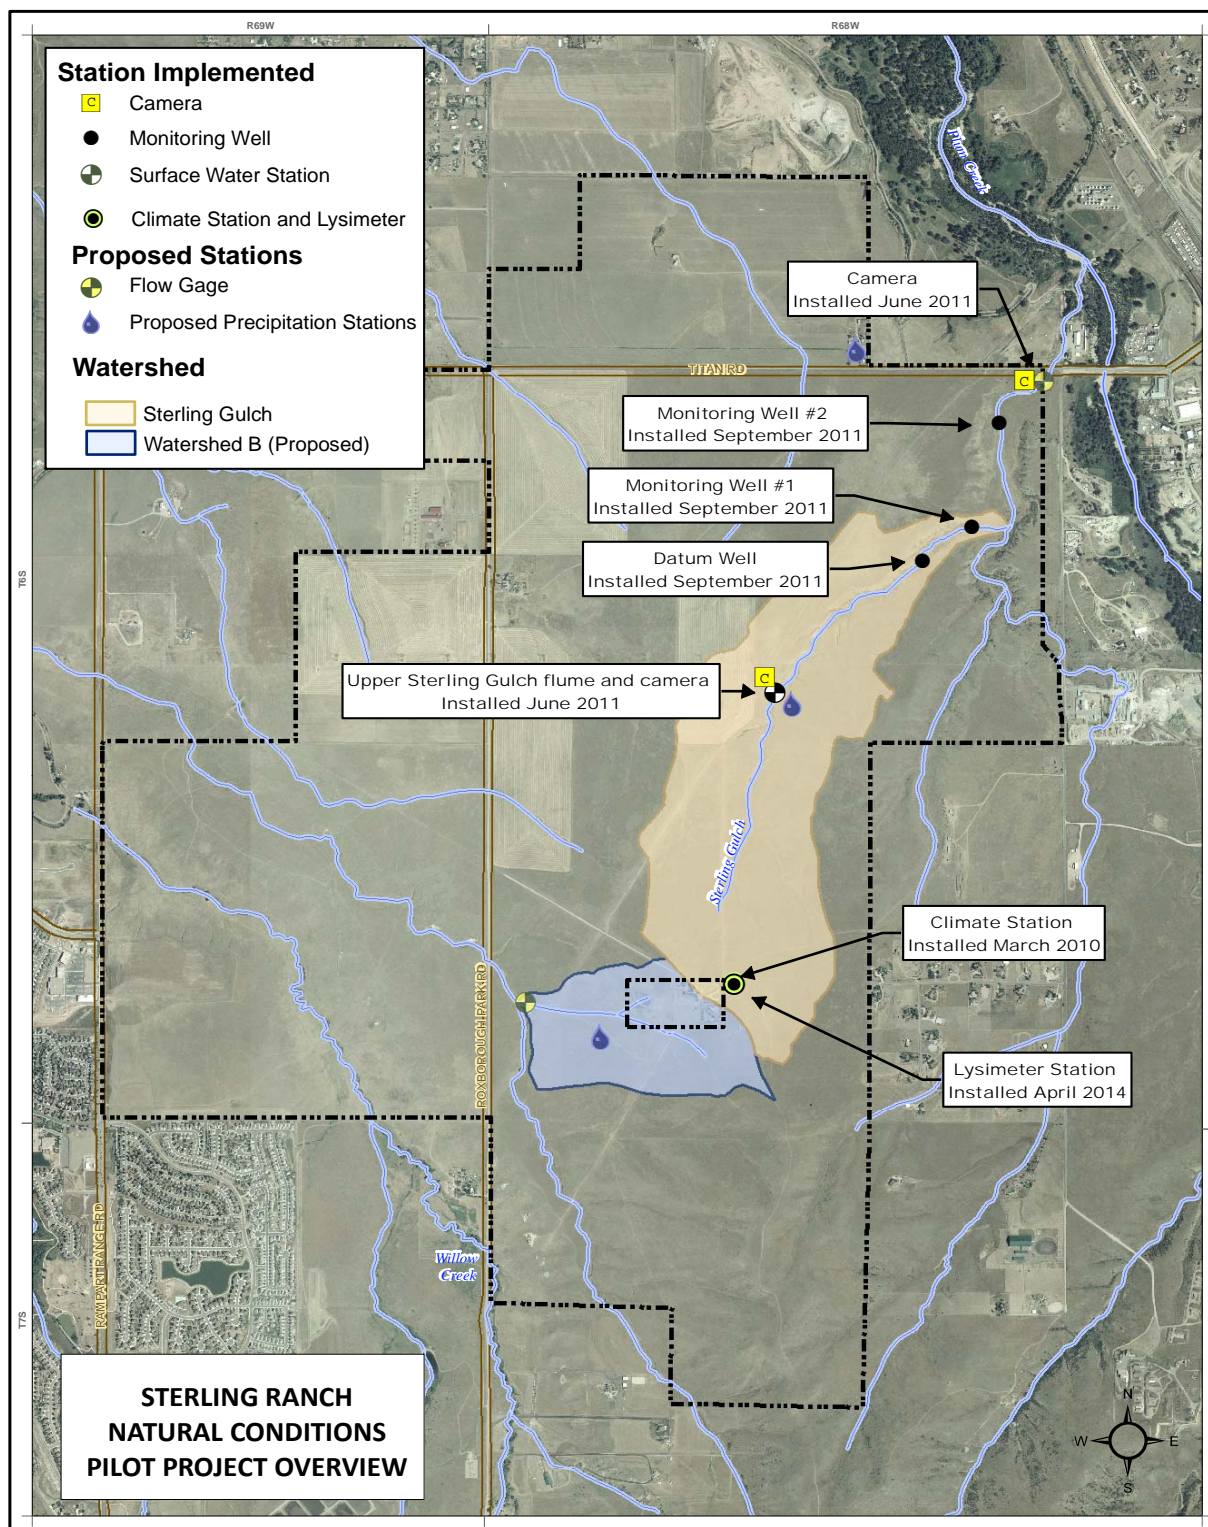 R69W
R68W
Station Implemented
C
Camera
Monitoring Well
Surface Water Station
Climate Station and Lysimeter
Proposed Stations
Flow Gage
Proposed Precipitation Stations
Watershed
Sterling Gulch
Watershed B (Proposed)
Plum Creek
Camera
Installed June 2011
TITAN RD
C
Monitoring Well #2
Installed September 2011
Monitoring Well #1
Installed September 2011
Datum Well
Installed September 2011
T6S
Upper Sterling Gulch flume and camera
Installed June 2011
C
Sterling Gulch
Climate Station
Installed March 2010
ROXBOROUGH PARK RD
Lysimeter Station
Installed April 2014
RAMPART RANGE RD
Willow
Creek
T7S
STERLING RANCH
NATURAL CONDITIONS
PILOT PROJECT OVERVIEW
N
W
E
S